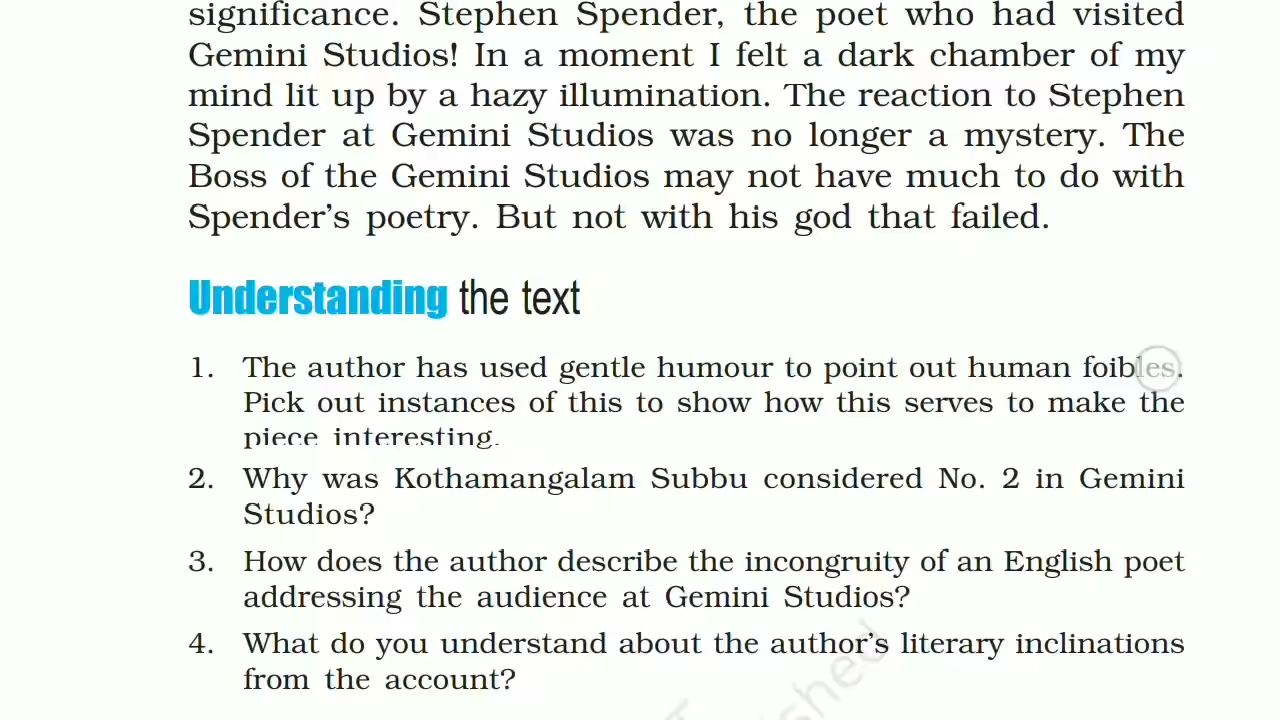 significance. Stephen Spender, the poet who had visited
Gemini Studios! In a moment I felt a dark chamber of my
mind lit up by a hazy illumination. The reaction to Stephen
Spender at Gemini Studios was no longer a mystery. The
Boss of the Gemini Studios may not have much to do with
Spender's poetry. But not with his god that failed.
Understanding the text
1. The author has used gentle humour to point out human foibles.
Pick out instances of this to show how this serves to make the
piece interesting.
2. Why was Kothamangalam Subbu considered No. 2 in Gemini
Studios?
3. How does the author describe the incongruity of an English poet
addressing the audience at Gemini Studios?
4. What do you understand about the author's literary inclinations
from the account?